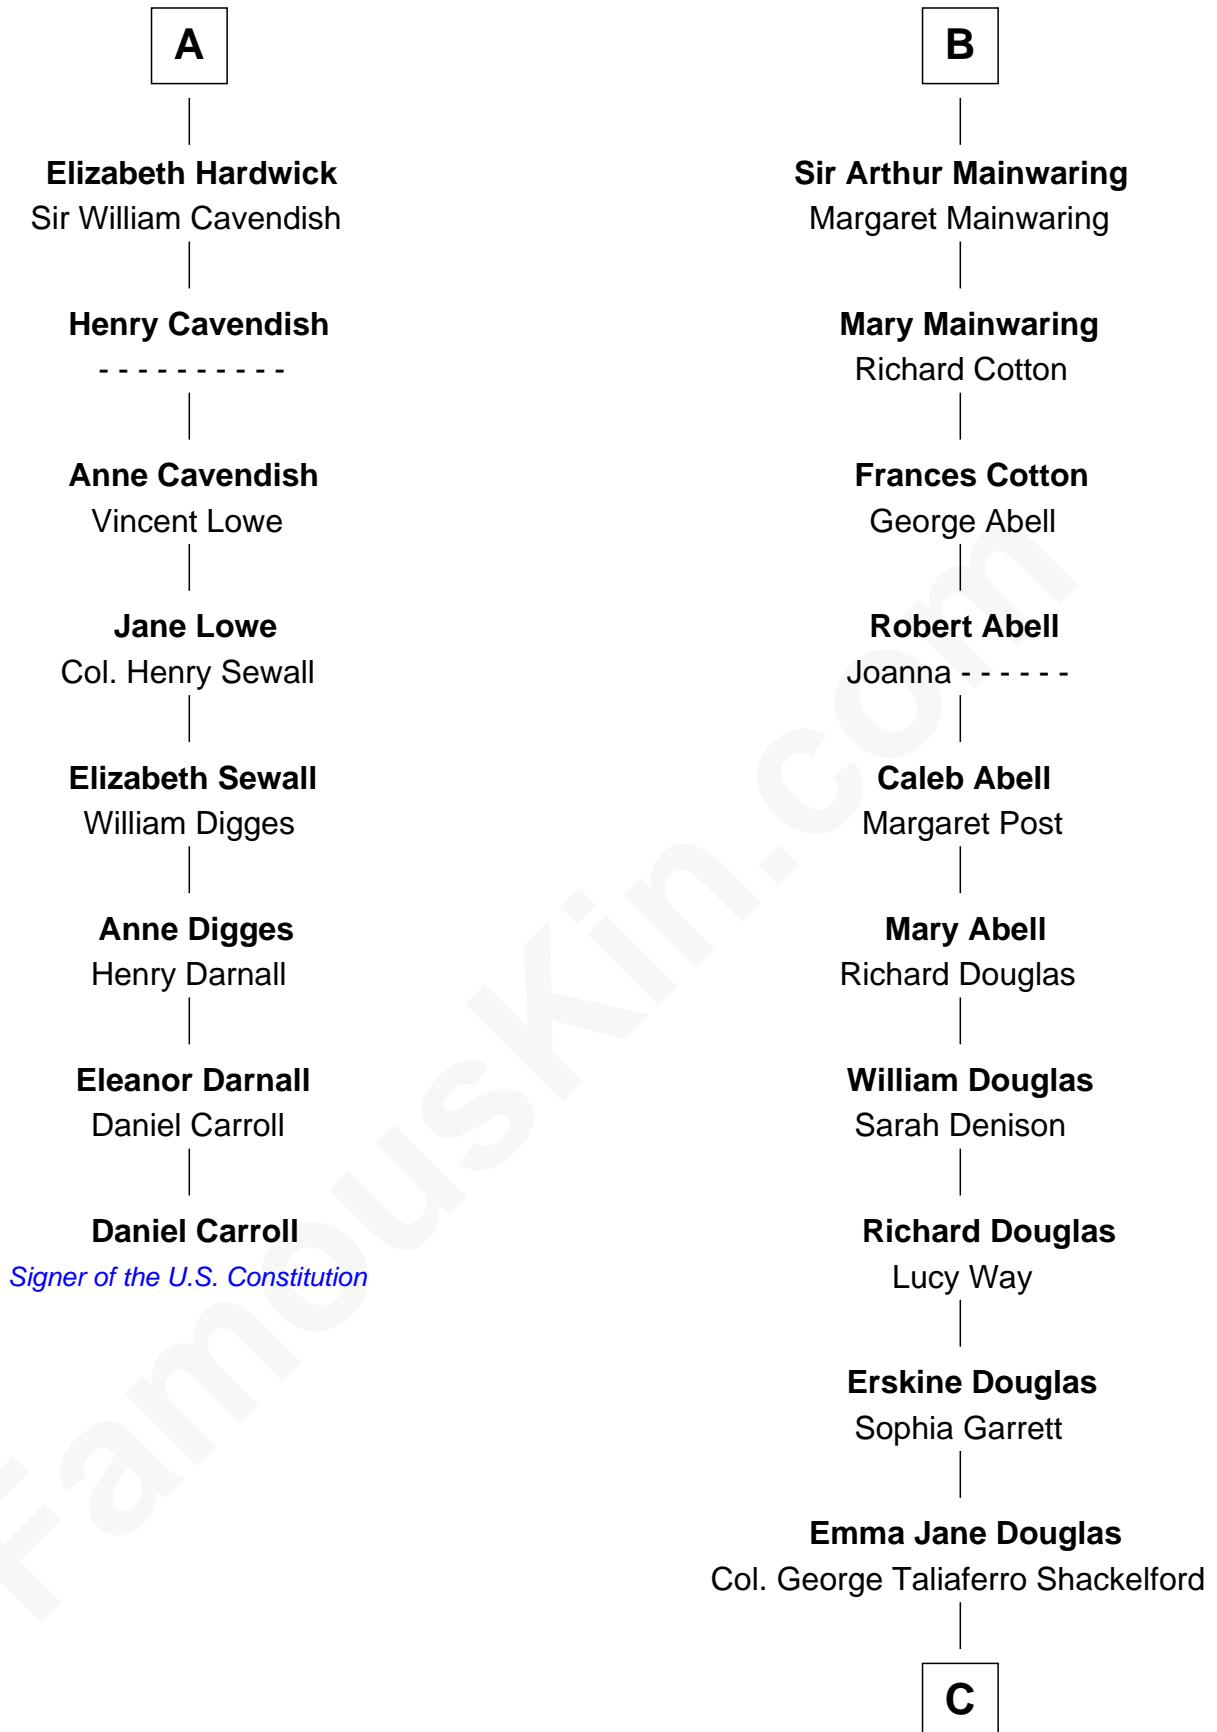 A
Elizabeth Hardwick
Sir William Cavendish
Henry Cavendish
- - - - - - - - - -
Anne Cavendish
Vincent Lowe
Jane Lowe
Col. Henry Sewall
Elizabeth Sewall
William Digges
Anne Digges
Henry Darnall
Eleanor Darnall
Daniel Carroll
Daniel Carroll
Signer of the U.S. Constitution
B
Sir Arthur Mainwaring
Margaret Mainwaring
Mary Mainwaring
Richard Cotton
Frances Cotton
George Abell
Robert Abell
Joanna - - - - - -
Caleb Abell
Margaret Post
Mary Abell
Richard Douglas
William Douglas
Sarah Denison
Richard Douglas
Lucy Way
Erskine Douglas
Sophia Garrett
Emma Jane Douglas
Col. George Taliaferro Shackelford
C
FamousKin.com